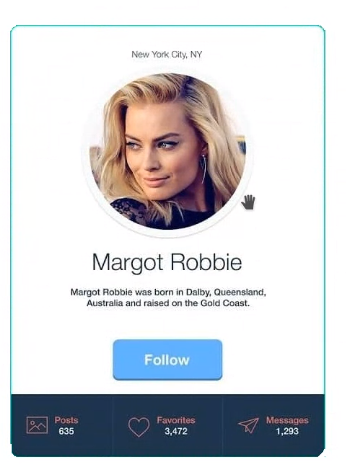 New York City, NY
Margot Robbie
Margot Robbie was born in Dalby, Queensland,
Australia and raised on the Gold Coast.
Follow
Posts
635
Favorites
3,472
Messages
1,293